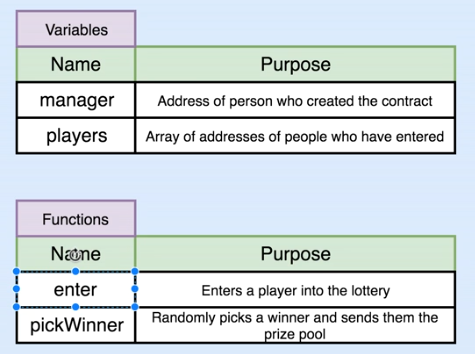 Variables
Name Purpose
manager Address of person who created the contract
players Array of addresses of people who have entered
Functions
Name Purpose
enter Enters a player into the lottery
pickWinner Randomly picks a winner and sends them the
prize pool